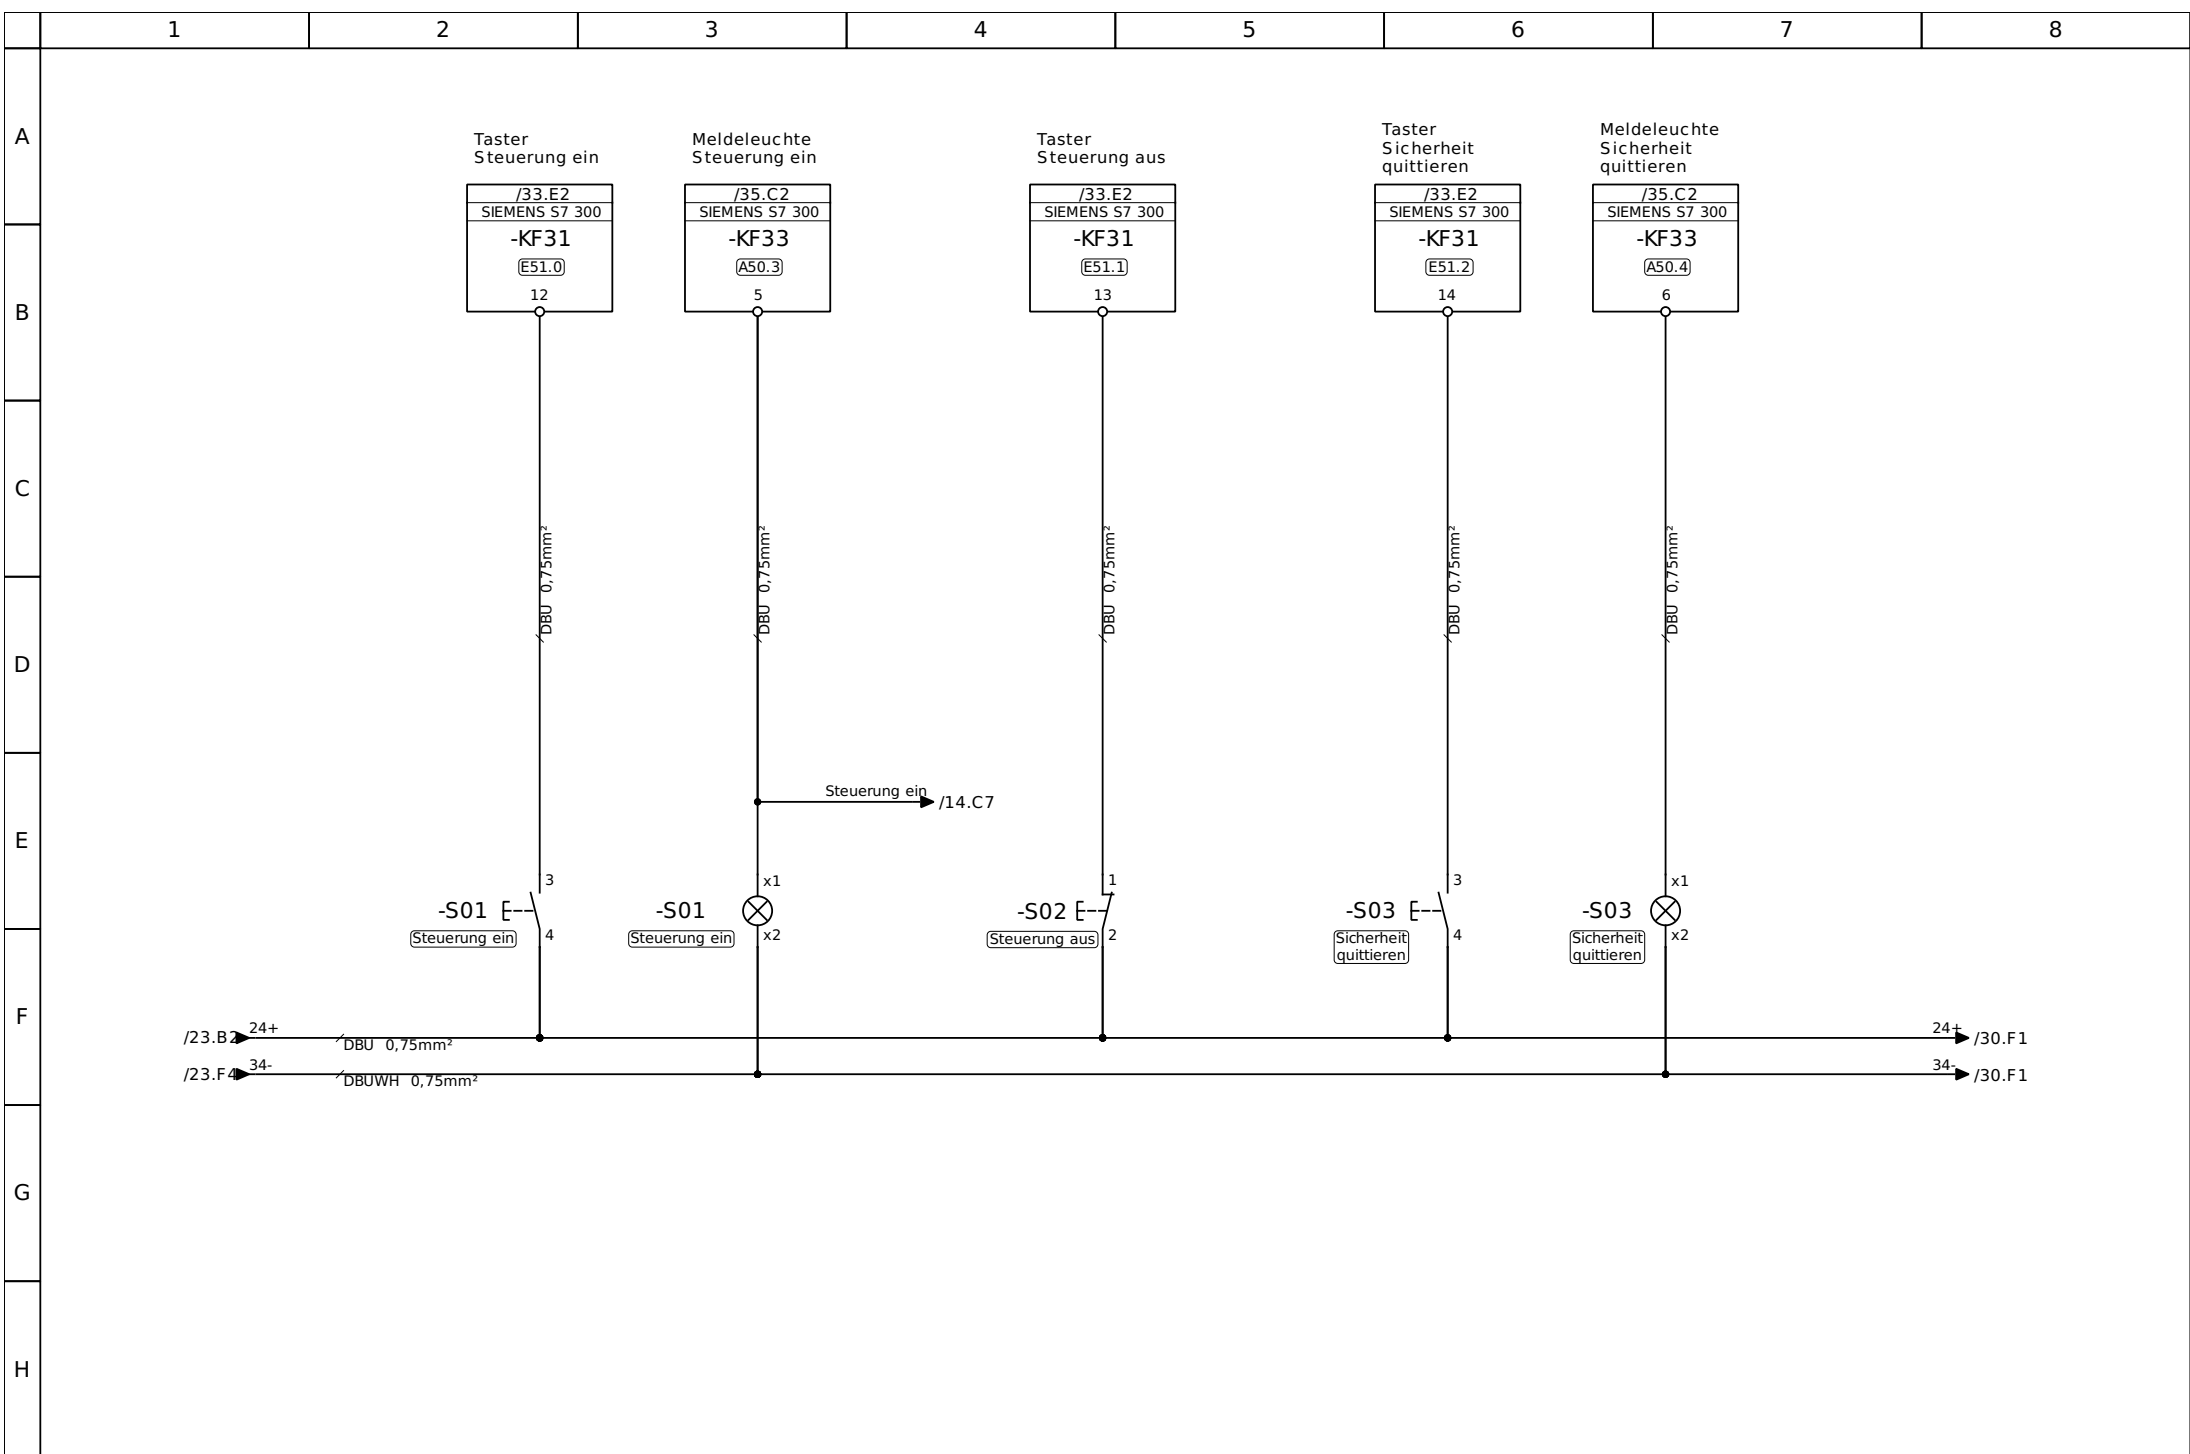 1 2 3 4 5 6 7 8
A
B
C
D
E
F
G
H
Taster
Steuerung ein
/33.E2
SIEMENS S7 300
-KF31
E51.0
12
Meldeleuchte
Steuerung ein
/35.C2
SIEMENS S7 300
-KF33
A50.3
5
Taster
Steuerung aus
/33.E2
SIEMENS S7 300
-KF31
E51.1
13
Taster
Sicherheit
quittieren
/33.E2
SIEMENS S7 300
-KF31
E51.2
14
Meldeleuchte
Sicherheit
quittieren
/35.C2
SIEMENS S7 300
-KF33
A50.4
6
DBU 0,75mm²
DBU 0,75mm²
DBU 0,75mm²
DBU 0,75mm²
DBU 0,75mm²
Steuerung ein
/14.C7
3
-S01
Steuerung ein
4
x1
-S01
Steuerung ein
x2
1
-S02
Steuerung aus
2
3
-S03
Sicherheit
quittieren
4
x1
-S03
Sicherheit
quittieren
x2
/23.B2 24+
DBU 0,75mm²
24+ /30.F1
/23.F4 34-
DBUWH 0,75mm²
34- /30.F1